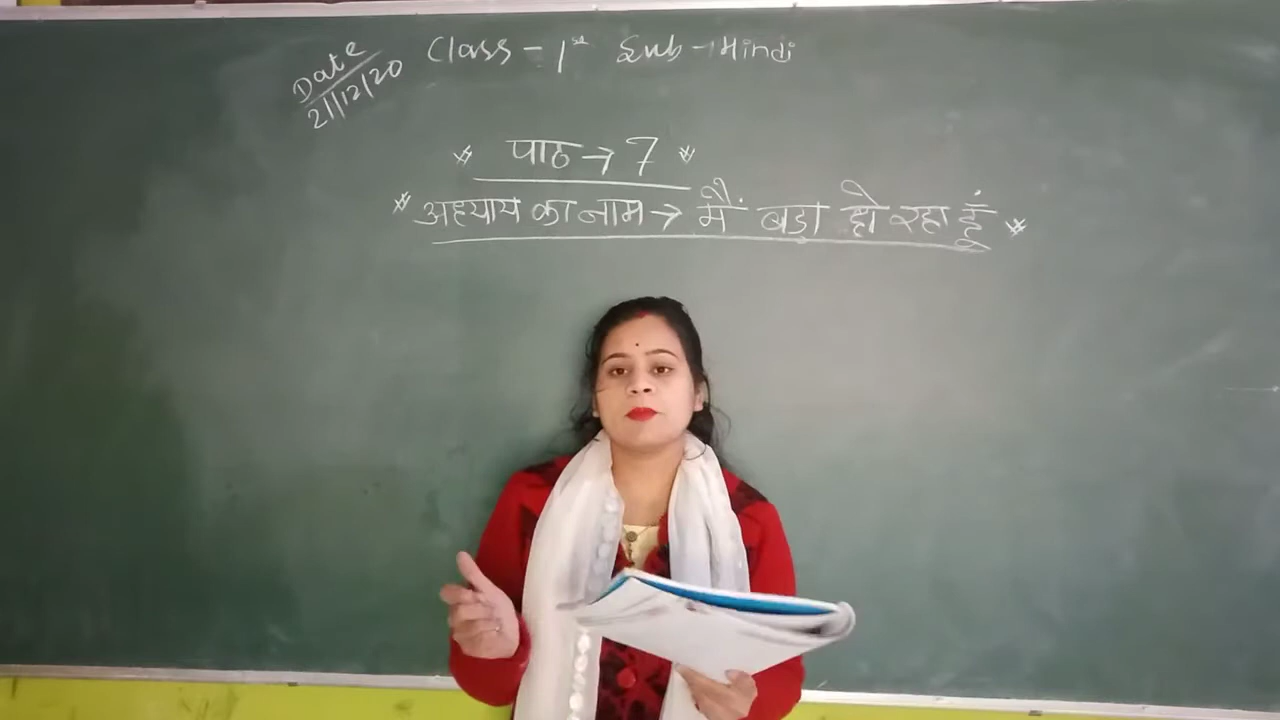 Date
21/12/20
Class - 1st Sub - Hindi
* पाठ → 7 *
* अध्याय का नाम → मैं बडा हो रहा हूं *